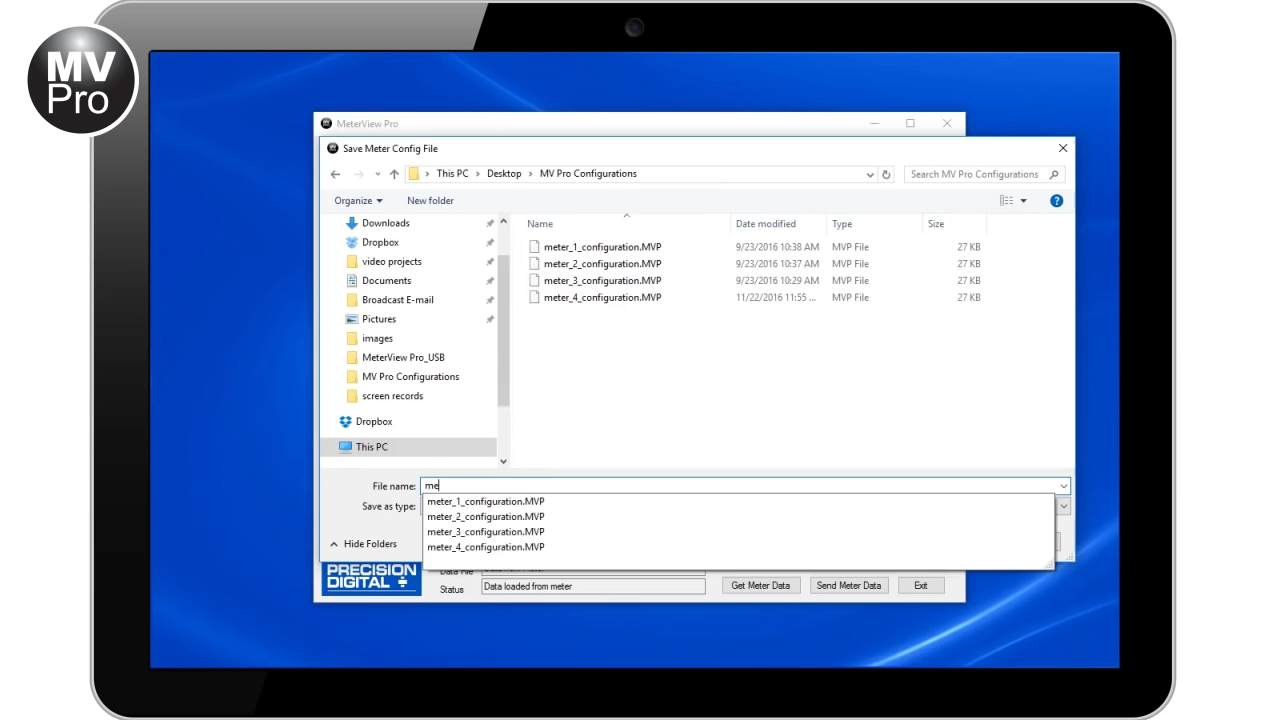 MV
Pro
MeterView Pro
Save Meter Config File
This PC > Desktop > MV Pro Configurations
Search MV Pro Configurations
Organize
New folder
Name
Date modified
Type
Size
Downloads
Dropbox
video projects
Documents
Broadcast E-mail
Pictures
images
MeterView Pro_USB
MV Pro Configurations
screen records
Dropbox
This PC
meter_1_configuration.MVP 9/23/2016 10:38 AM MVP File 27 KB
meter_2_configuration.MVP 9/23/2016 10:37 AM MVP File 27 KB
meter_3_configuration.MVP 9/23/2016 10:29 AM MVP File 27 KB
meter_4_configuration.MVP 11/22/2016 11:55 ... MVP File 27 KB
File name: me
Save as type:
meter_1_configuration.MVP
meter_2_configuration.MVP
meter_3_configuration.MVP
meter_4_configuration.MVP
Hide Folders
PRECISION
DIGITAL
Data File
Status Data loaded from meter
Get Meter Data
Send Meter Data
Exit